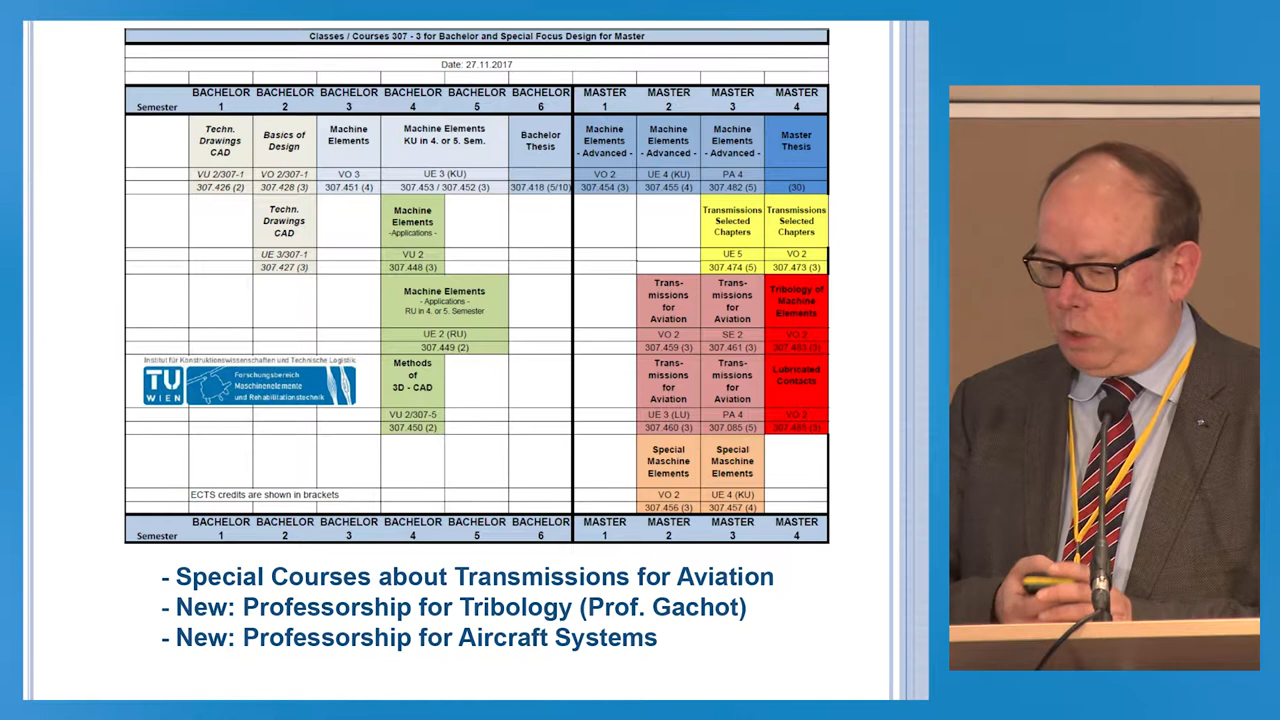 Classes / Courses 307 - 3 for Bachelor and Special Focus Design for Master
Date: 27.11.2017
BACHELOR BACHELOR BACHELOR BACHELOR BACHELOR BACHELOR MASTER MASTER MASTER MASTER
Semester 1 2 3 4 5 6 1 2 3 4
Techn.
Drawings
CAD
Basics of
Design
Machine
Elements
Machine Elements
KU in 4. or 5. Sem.
Bachelor
Thesis
Machine
Elements
- Advanced -
Machine
Elements
- Advanced -
Machine
Elements
- Advanced -
Master
Thesis
VU 2/307-1 VO 2/307-1 VO 3 UE 3 (KU) VO 2 UE 4 (KU) PA 4
307.426 (2) 307.428 (3) 307.451 (4) 307.453 / 307.452 (3) 307.418 (5/10) 307.454 (3) 307.455 (4) 307.482 (5) (30)
Techn.
Drawings
CAD
Machine
Elements
-Applications -
Transmissions
Selected
Chapters
Transmissions
Selected
Chapters
UE 3/307-1 VU 2 UE 5 VO 2
307.427 (3) 307.448 (3) 307.474 (5) 307.473 (3)
Machine Elements
- Applications -
RU in 4. or 5. Semester
Trans-
missions
for
Aviation
Trans-
missions
for
Aviation
Tribology of
Machine
Elements
UE 2 (RU) VO 2 SE 2 VO 2
307.449 (2) 307.459 (3) 307.461 (3) 307.483 (3)
Institut für Konstruktionswissenschaften und Technische Logistik
TU
WIEN
Forschungsbereich
Maschinenelemente
und Rehabilitationstechnik
Methods
of
3D - CAD
Trans-
missions
for
Aviation
Trans-
missions
for
Aviation
Lubricated
Contacts
VU 2/307-5 UE 3 (LU) PA 4 VO 2
307.450 (2) 307.460 (3) 307.085 (5) 307.485 (3)
Special
Maschine
Elements
Special
Maschine
Elements
ECTS credits are shown in brackets VO 2 UE 4 (KU)
307.456 (3) 307.457 (4)
BACHELOR BACHELOR BACHELOR BACHELOR BACHELOR BACHELOR MASTER MASTER MASTER MASTER
Semester 1 2 3 4 5 6 1 2 3 4
- Special Courses about Transmissions for Aviation
- New: Professorship for Tribology (Prof. Gachot)
- New: Professorship for Aircraft Systems